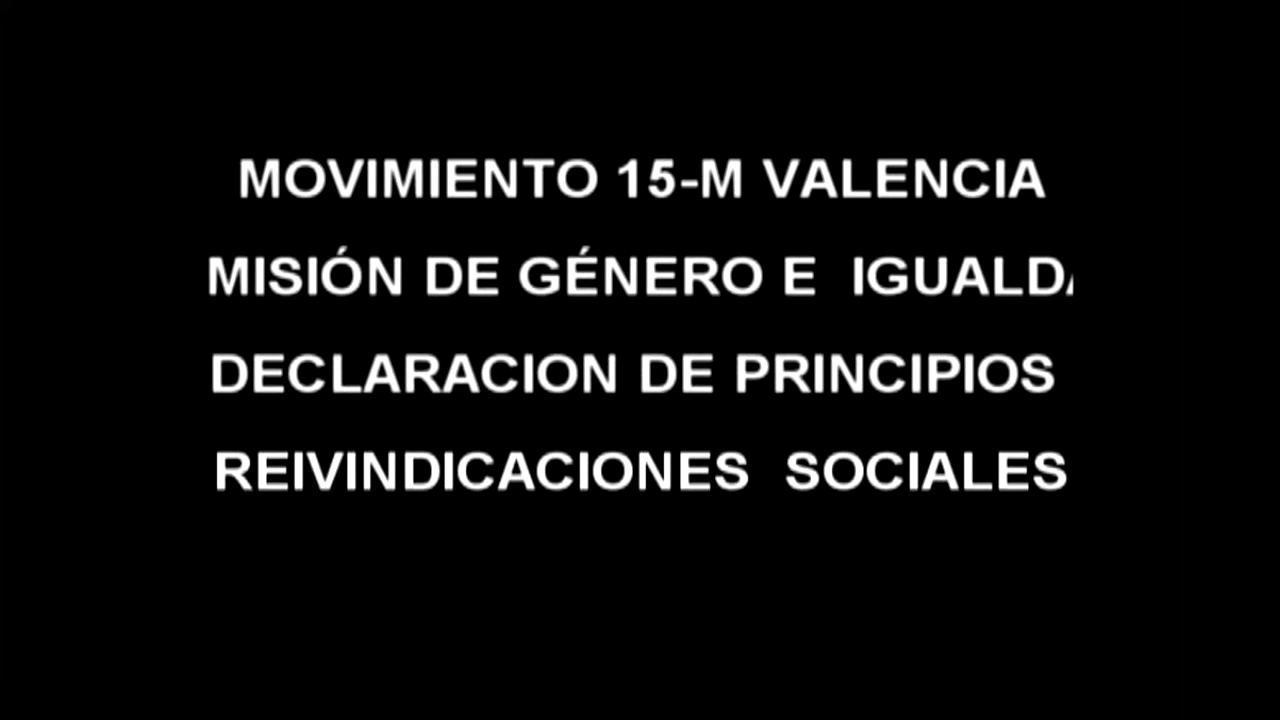 MOVIMIENTO 15-M VALENCIA
MISIÓN DE GÉNERO E IGUALDA
DECLARACION DE PRINCIPIOS
REIVINDICACIONES SOCIALES